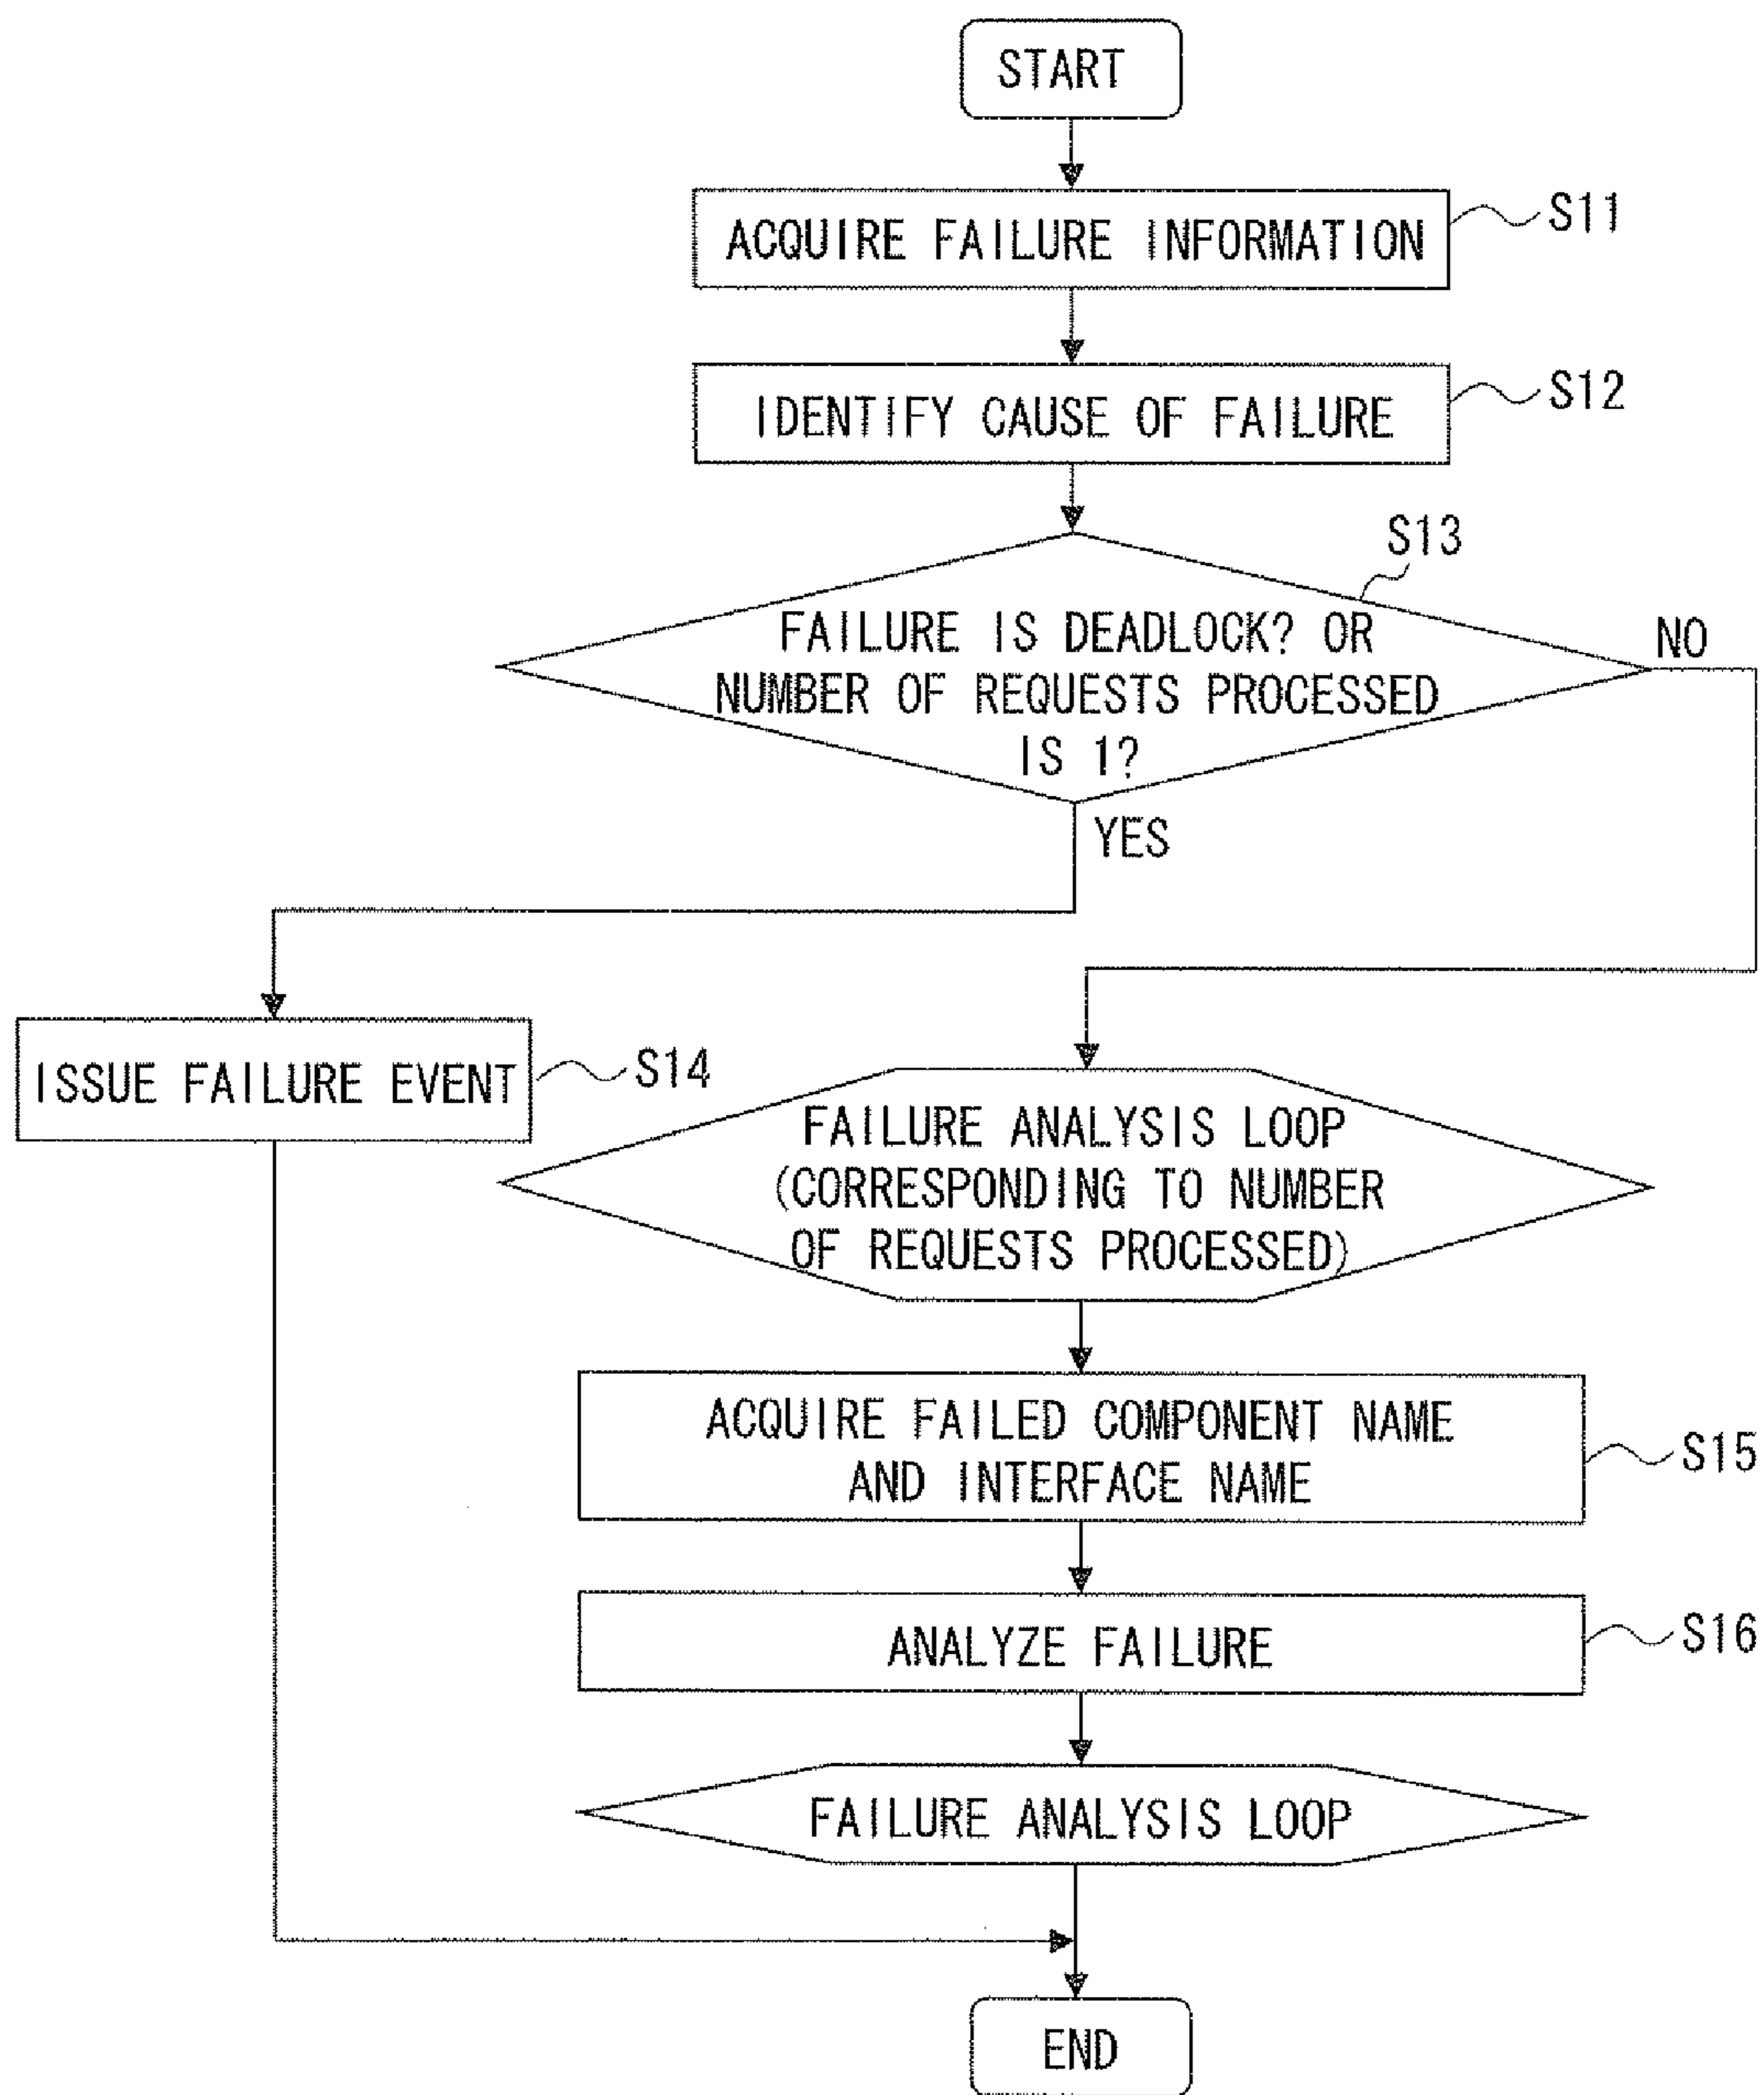 START
ACQUIRE FAILURE INFORMATION
S11
IDENTIFY CAUSE OF FAILURE
S12
S13
FAILURE IS DEADLOCK? OR
NUMBER OF REQUESTS PROCESSED
IS 1?
NO
YES
ISSUE FAILURE EVENT
S14
FAILURE ANALYSIS LOOP
(CORRESPONDING TO NUMBER
OF REQUESTS PROCESSED)
ACQUIRE FAILED COMPONENT NAME
AND INTERFACE NAME
S15
ANALYZE FAILURE
S16
FAILURE ANALYSIS LOOP
END